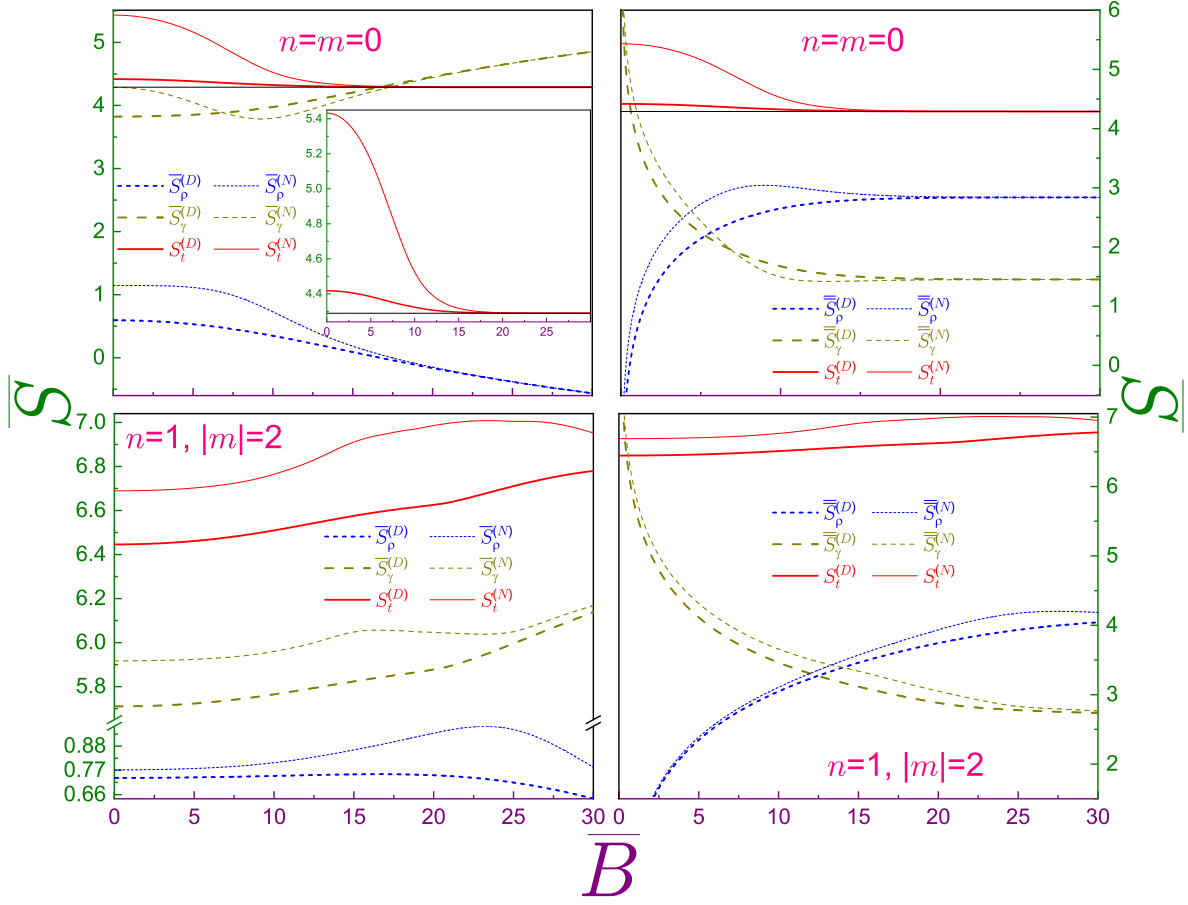 n=m=0
5
4
3
2
1
0
S̅ρ(D) S̅ρ(N)
S̅γ(D) S̅γ(N)
St(D) St(N)
5.4
5.2
5.0
4.8
4.6
4.4
0 5 10 15 20 25
n=m=0
6
5
4
3
2
1
0
S̿ρ(D) S̿ρ(N)
S̿γ(D) S̿γ(N)
St(D) St(N)
S̅
S̿
n=1, |m|=2
7.0
6.8
6.6
6.4
6.2
6.0
5.8
0.88
0.77
0.66
S̅ρ(D) S̅ρ(N)
S̅γ(D) S̅γ(N)
St(D) St(N)
0 5 10 15 20 25 30
7
6
5
4
3
2
S̿ρ(D) S̿ρ(N)
S̿γ(D) S̿γ(N)
St(D) St(N)
n=1, |m|=2
0 5 10 15 20 25 30
B̅